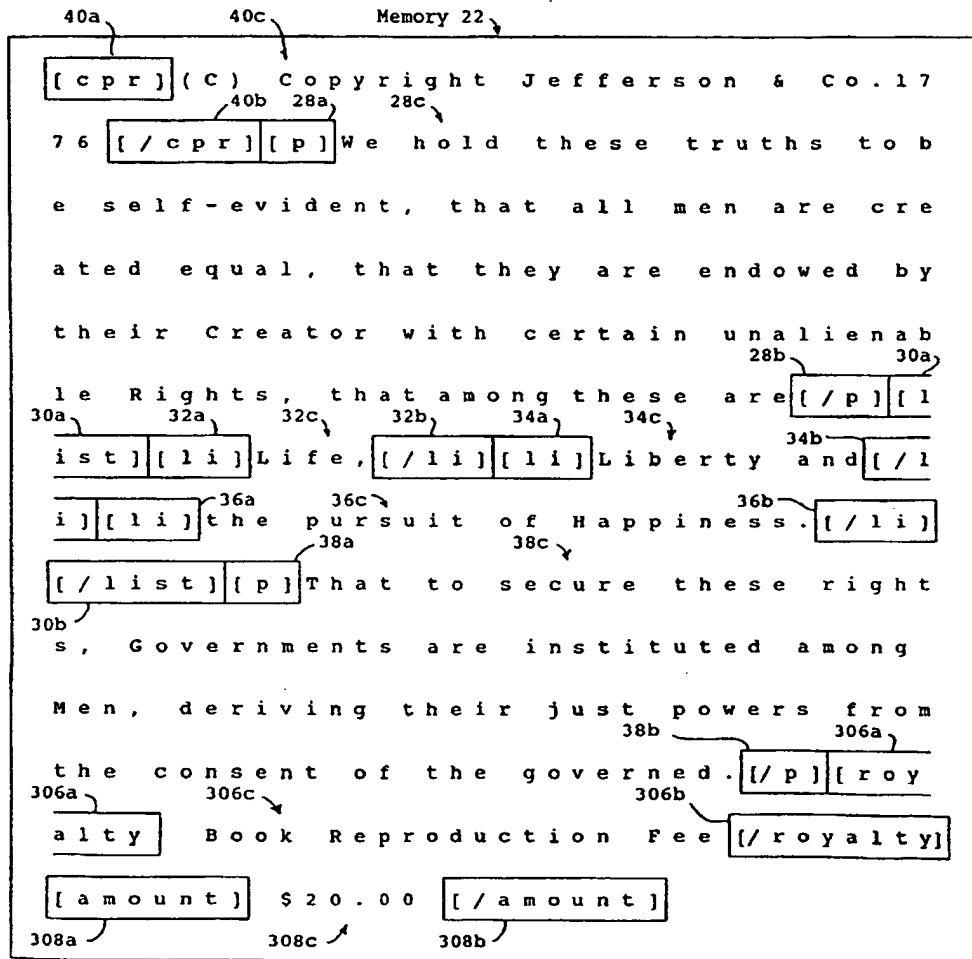 40a 40c Memory 22
[cpr](C) Copyright Jefferson & Co.17
40b 28a 28c
76 [/cpr][p]We hold these truths to b
e self-evident, that all men are cre
ated equal, that they are endowed by
their Creator with certain unalienab
28b 30a
le Rights, that among these are[/p][l
30a 32a 32c 32b 34a 34c 34b
ist][li]Life,[/li][li]Liberty and[/l
36a 36c 36b
i][li]the pursuit of Happiness.[/li]
38a 38c
[/list][p]That to secure these right
30b
s, Governments are instituted among
Men, deriving their just powers from
38b 306a
the consent of the governed.[/p][roy
306a 306c 306b
alty Book Reproduction Fee[/royalty]
[amount] $20.00 [/amount]
308a 308c 308b